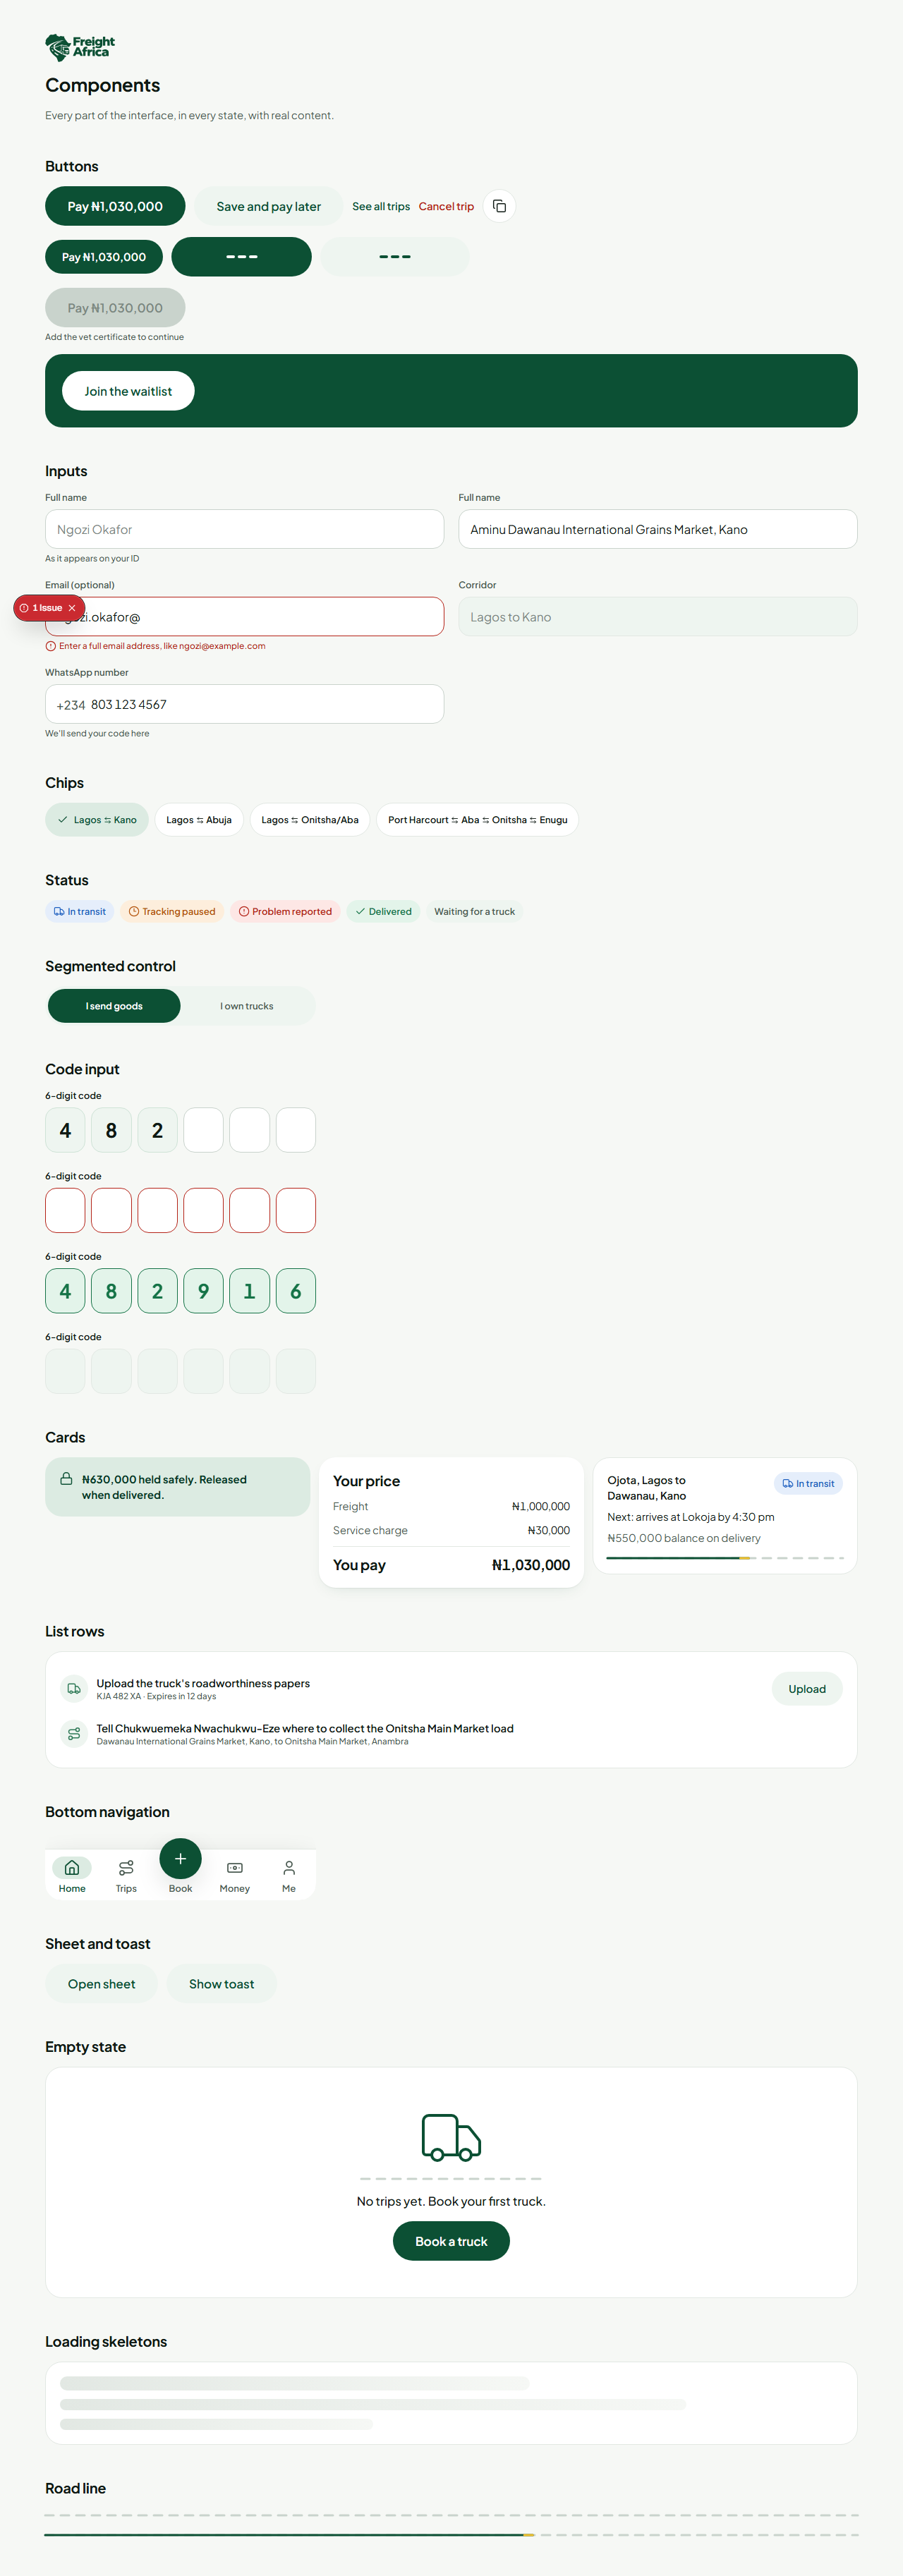 Freight
Africa
Components
Every part of the interface, in every state, with real content.
Buttons
Pay ₦1,030,000
Save and pay later
See all trips
Cancel trip
Pay ₦1,030,000
Pay ₦1,030,000
Add the vet certificate to continue
Join the waitlist
Inputs
Full name
Full name
Ngozi Okafor
Aminu Dawanau International Grains Market, Kano
As it appears on your ID
Email (optional)
Corridor
1 Issue
zi.okafor@
Lagos to Kano
Enter a full email address, like ngozi@example.com
WhatsApp number
+234 803 123 4567
We'll send your code here
Chips
Lagos ⇆ Kano
Lagos ⇆ Abuja
Lagos ⇆ Onitsha/Aba
Port Harcourt ⇆ Aba ⇆ Onitsha ⇆ Enugu
Status
In transit
Tracking paused
Problem reported
Delivered
Waiting for a truck
Segmented control
I send goods
I own trucks
Code input
6-digit code
4 8 2
6-digit code
6-digit code
4 8 2 9 1 6
6-digit code
Cards
₦630,000 held safely. Released
when delivered.
Your price
Freight ₦1,000,000
Service charge ₦30,000
You pay ₦1,030,000
Ojota, Lagos to
Dawanau, Kano
In transit
Next: arrives at Lokoja by 4:30 pm
₦550,000 balance on delivery
List rows
Upload the truck's roadworthiness papers
KJA 482 XA · Expires in 12 days
Upload
Tell Chukwuemeka Nwachukwu-Eze where to collect the Onitsha Main Market load
Dawanau International Grains Market, Kano, to Onitsha Main Market, Anambra
Bottom navigation
Home
Trips
Book
Money
Me
Sheet and toast
Open sheet
Show toast
Empty state
No trips yet. Book your first truck.
Book a truck
Loading skeletons
Road line